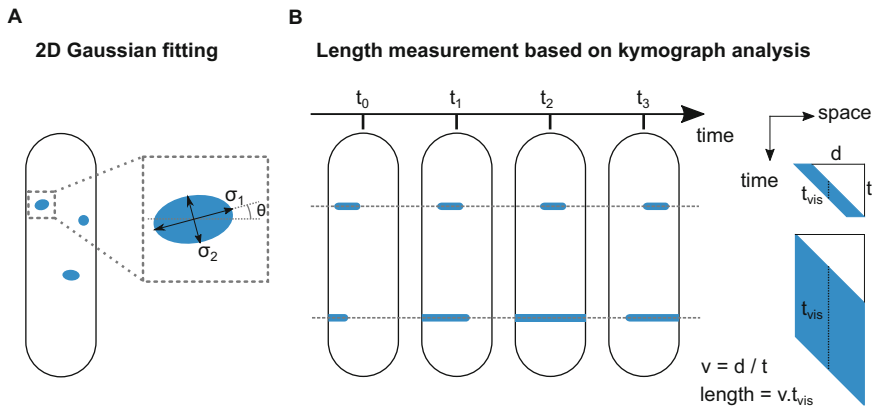 A
2D Gaussian fitting
σ1
θ
σ2
B
Length measurement based on kymograph analysis
t0
t1
t2
t3
time
space
time
d
tvis
t
tvis
v = d / t
length = v.tvis